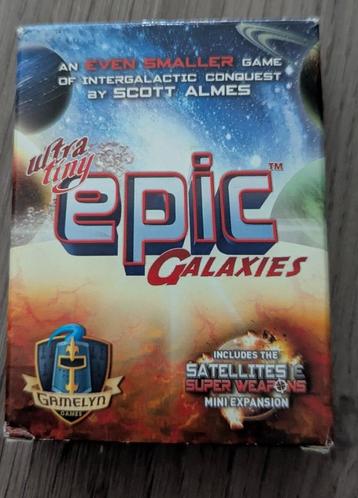 AN EVEN SMALLER GAME
OF INTERGALACTIC CONQUEST
BY SCOTT ALMES
ultra
tiny
epic™
GALAXIES
GAMELYN
GAMES
INCLUDES THE
SATELLITES &
SUPER WEAPONS
MINI EXPANSION